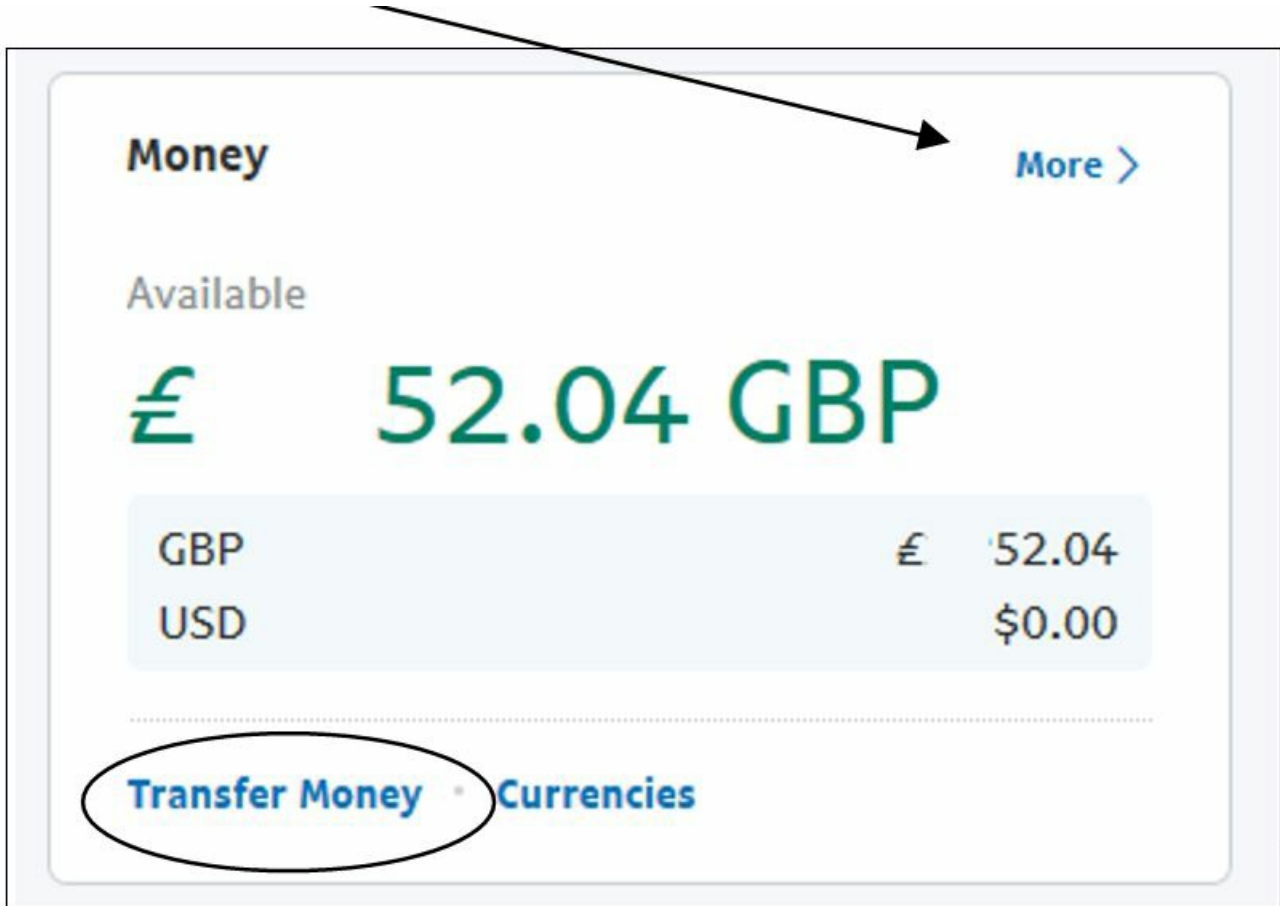 Money
More >
Available
£ 52.04 GBP
GBP £ 52.04
USD $0.00
Transfer Money · Currencies